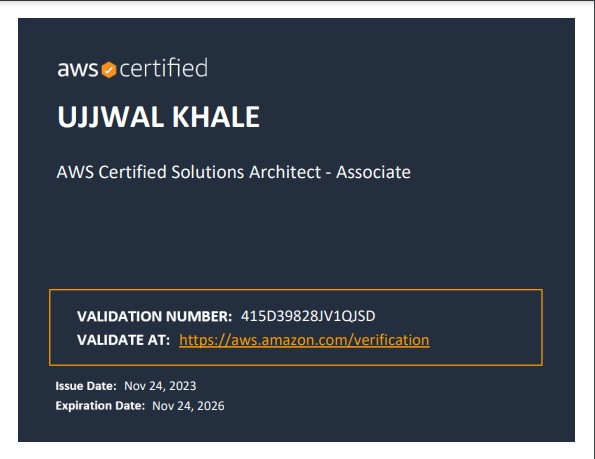 aws certified
UJJWAL KHALE
AWS Certified Solutions Architect - Associate
VALIDATION NUMBER: 415D39828JV1QJSD
VALIDATE AT: https://aws.amazon.com/verification
Issue Date: Nov 24, 2023
Expiration Date: Nov 24, 2026